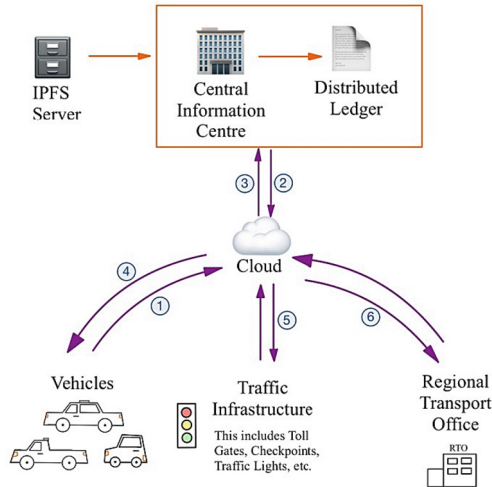 IPFS
Server
Central
Information
Centre
Distributed
Ledger
3
2
Cloud
4
1
5
6
Vehicles
Traffic
Infrastructure
This includes Toll
Gates, Checkpoints,
Traffic Lights, etc.
Regional
Transport
Office
RTO